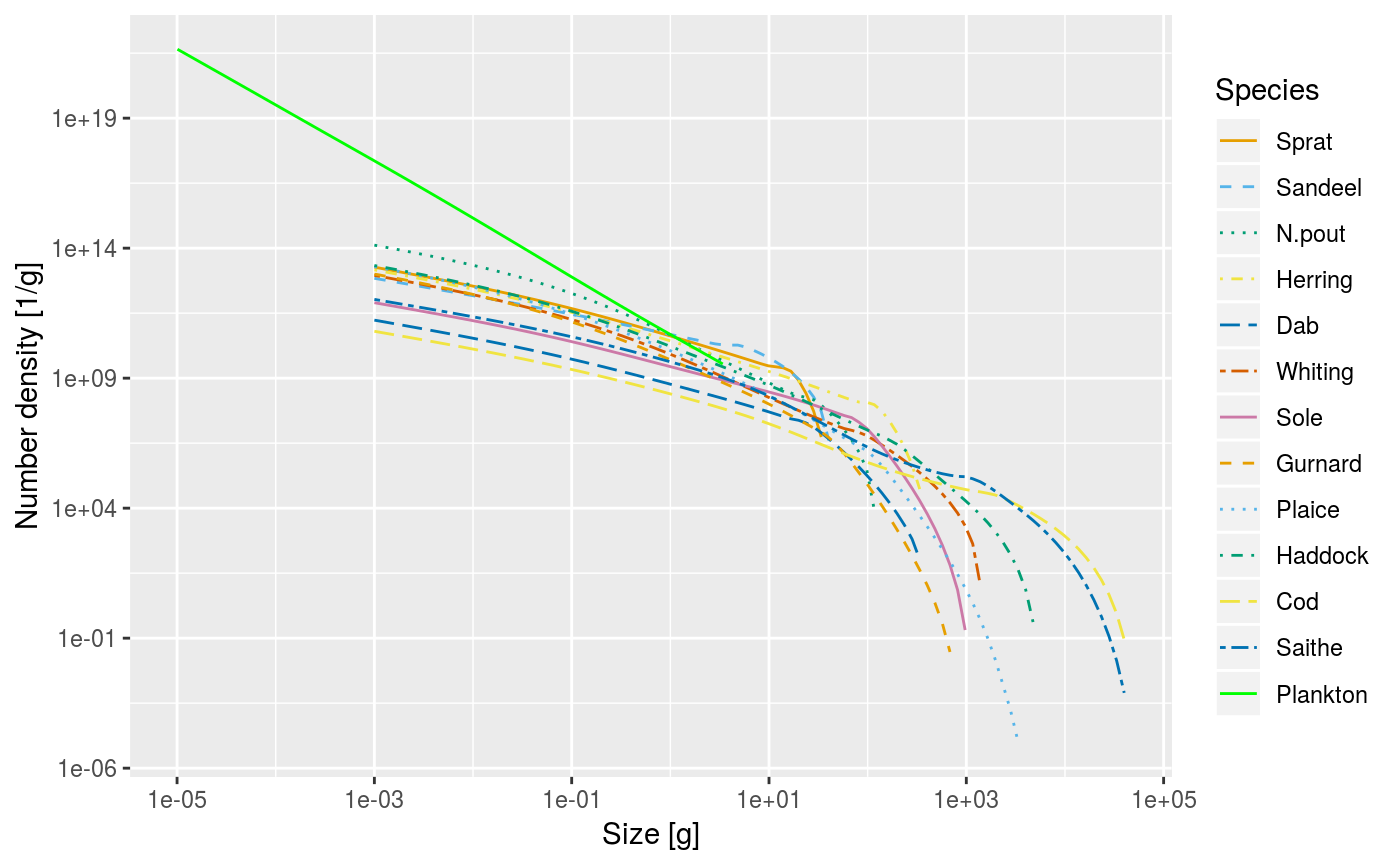 Number density [1/g]
1e+19
1e+14
1e+09
1e+04
1e-01
1e-06
1e-05
1e-03
1e-01
1e+01
1e+03
1e+05
Size [g]
Species
Sprat
Sandeel
N.pout
Herring
Dab
Whiting
Sole
Gurnard
Plaice
Haddock
Cod
Saithe
Plankton